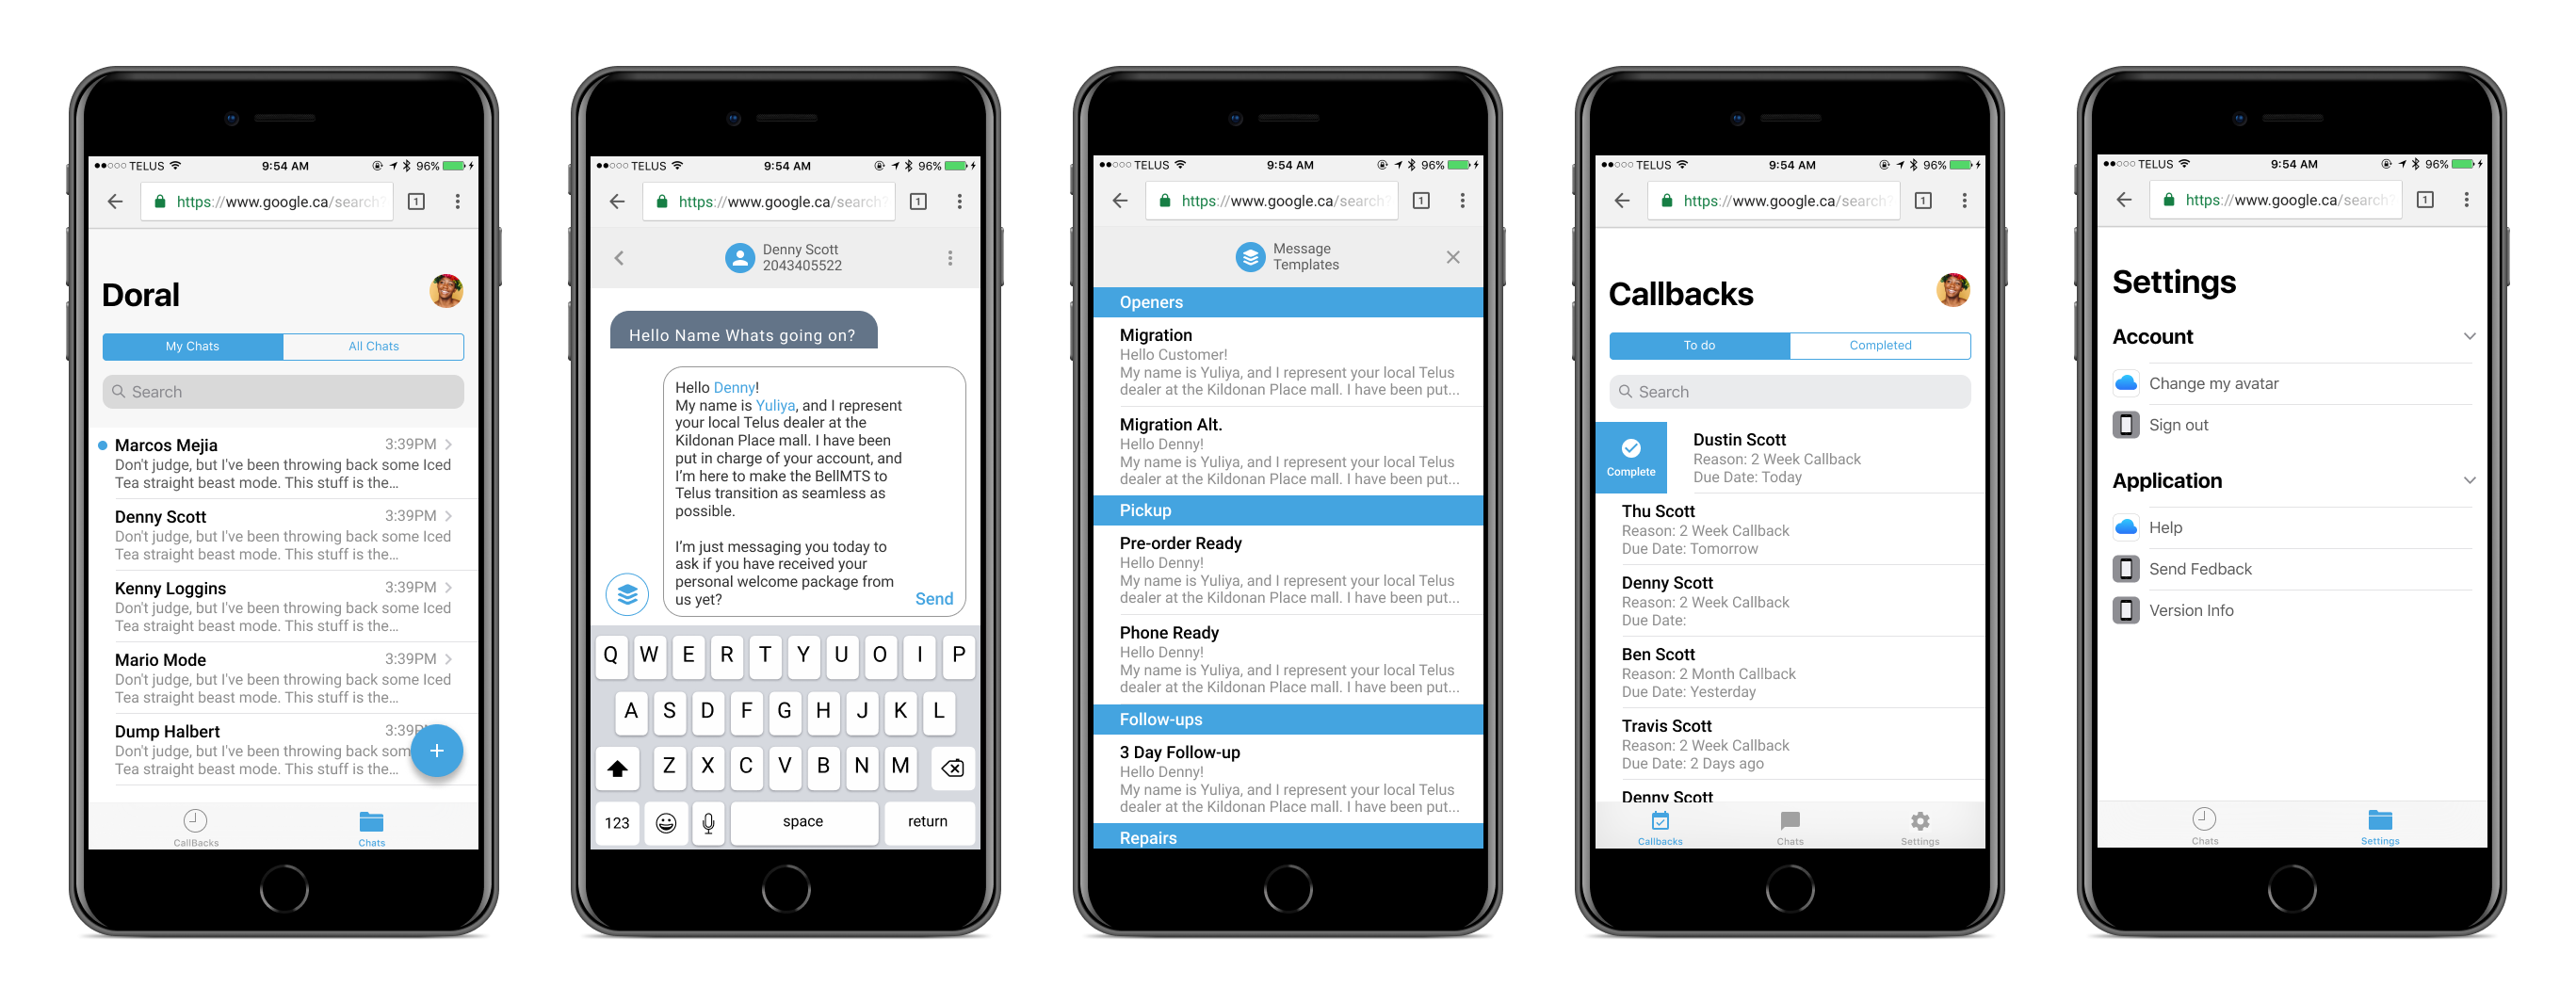 TELUS 9:54 AM 96%
https://www.google.ca/search?
1
Doral
My Chats All Chats
Search
Marcos Mejia 3:39PM
Don't judge, but I've been throwing back some Iced
Tea straight beast mode. This stuff is the...
Denny Scott 3:39PM
Don't judge, but I've been throwing back some Iced
Tea straight beast mode. This stuff is the...
Kenny Loggins 3:39PM
Don't judge, but I've been throwing back some Iced
Tea straight beast mode. This stuff is the...
Mario Mode 3:39PM
Don't judge, but I've been throwing back some Iced
Tea straight beast mode. This stuff is the...
Dump Halbert 3:39P
Don't judge, but I've been throwing back som
Tea straight beast mode. This stuff is the...
CallBacks Chats
TELUS 9:54 AM 96%
https://www.google.ca/search?
1
Denny Scott
2043405522
Hello Name Whats going on?
Hello Denny!
My name is Yuliya, and I represent
your local Telus dealer at the
Kildonan Place mall. I have been
put in charge of your account, and
I'm here to make the BellMTS to
Telus transition as seamless as
possible.
I'm just messaging you today to
ask if you have received your
personal welcome package from
us yet? Send
Q W E R T Y U O I P
A S D F G H J K L
Z X C V B N M
123 space return
TELUS 9:54 AM 96%
https://www.google.ca/search?
1
Message
Templates
Openers
Migration
Hello Customer!
My name is Yuliya, and I represent your local Telus
dealer at the Kildonan Place mall. I have been put...
Migration Alt.
Hello Denny!
My name is Yuliya, and I represent your local Telus
dealer at the Kildonan Place mall. I have been put...
Pickup
Pre-order Ready
Hello Denny!
My name is Yuliya, and I represent your local Telus
dealer at the Kildonan Place mall. I have been put...
Phone Ready
Hello Denny!
My name is Yuliya, and I represent your local Telus
dealer at the Kildonan Place mall. I have been put...
Follow-ups
3 Day Follow-up
Hello Denny!
My name is Yuliya, and I represent your local Telus
dealer at the Kildonan Place mall. I have been put...
Repairs
TELUS 9:54 AM 96%
https://www.google.ca/search?
1
Callbacks
To do Completed
Search
Complete
Dustin Scott
Reason: 2 Week Callback
Due Date: Today
Thu Scott
Reason: 2 Week Callback
Due Date: Tomorrow
Denny Scott
Reason: 2 Week Callback
Due Date:
Ben Scott
Reason: 2 Month Callback
Due Date: Yesterday
Travis Scott
Reason: 2 Week Callback
Due Date: 2 Days ago
Denny Scott
Callbacks Chats Settings
TELUS 9:54 AM 96%
https://www.google.ca/search?
1
Settings
Account
Change my avatar
Sign out
Application
Help
Send Fedback
Version Info
Chats Settings